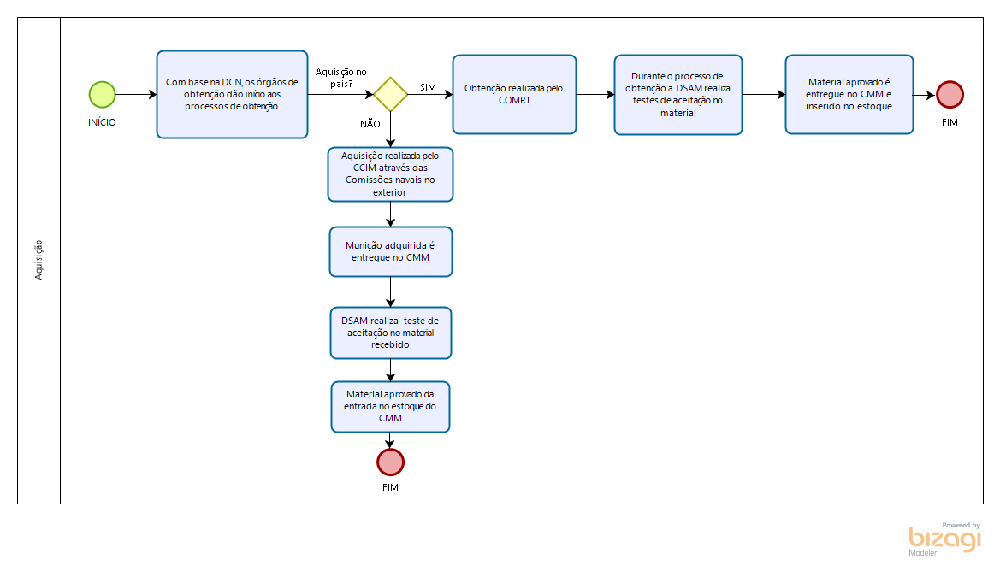 Aquisição
INÍCIO
Com base na DCN, os órgãos de
obtenção dão início aos
processos de obtenção
Aquisição no
pais?
SIM
NÃO
Obtenção realizada pelo
COMRJ
Durante o processo de
obtenção a DSAM realiza
testes de aceitação no
material
Material aprovado é
entregue no CMM e
inserido no estoque
FIM
Aquisição realizada pelo
CCIM através das
Comissões navais no
exterior
Munição adquirida é
entregue no CMM
DSAM realiza teste de
aceitação no material
recebido
Material aprovado da
entrada no estoque do
CMM
FIM
Powered by
bizagi
Modeler